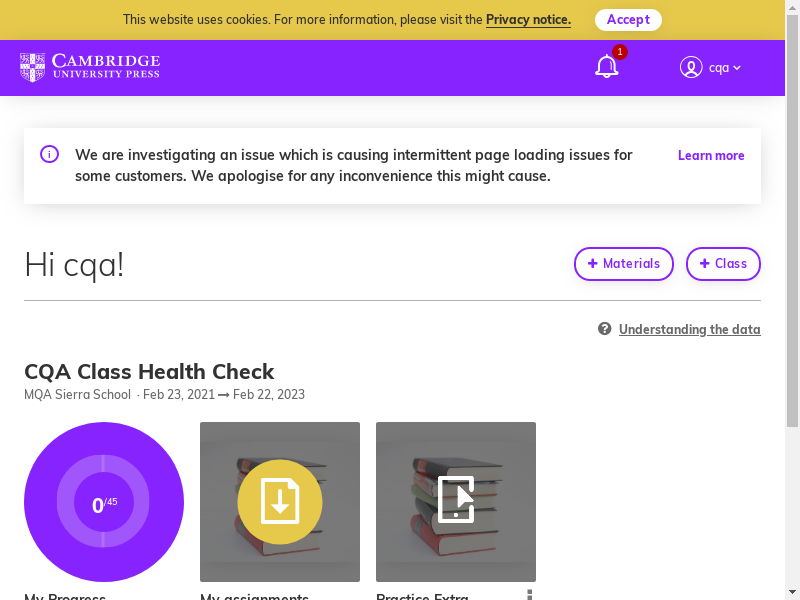 This website uses cookies. For more information, please visit the Privacy notice.
Accept
CAMBRIDGE
UNIVERSITY PRESS
1
cqa
We are investigating an issue which is causing intermittent page loading issues for
some customers. We apologise for any inconvenience this might cause.
Learn more
Hi cqa!
+ Materials
+ Class
Understanding the data
CQA Class Health Check
MQA Sierra School · Feb 23, 2021 → Feb 22, 2023
0/45
My Progress
My assignments
Practice Extra